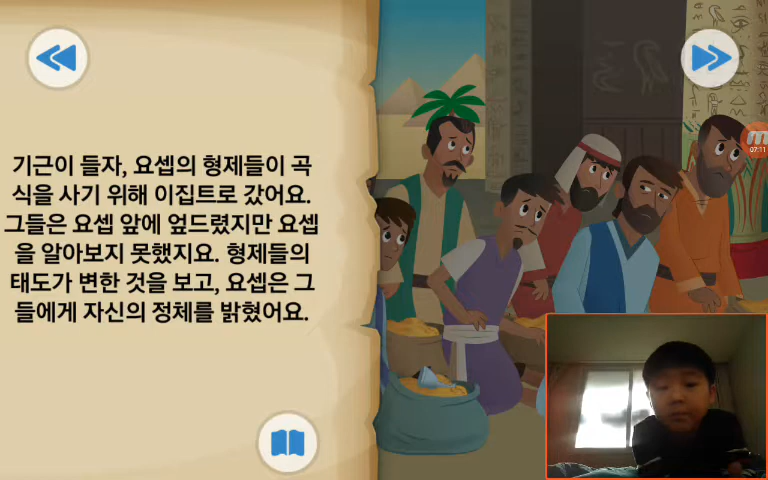 기근이 들자, 요셉의 형제들이 곡
식을 사기 위해 이집트로 갔어요.
그들은 요셉 앞에 엎드렸지만 요셉
을 알아보지 못했지요. 형제들의
태도가 변한 것을 보고, 요셉은 그
들에게 자신의 정체를 밝혔어요.
07:11